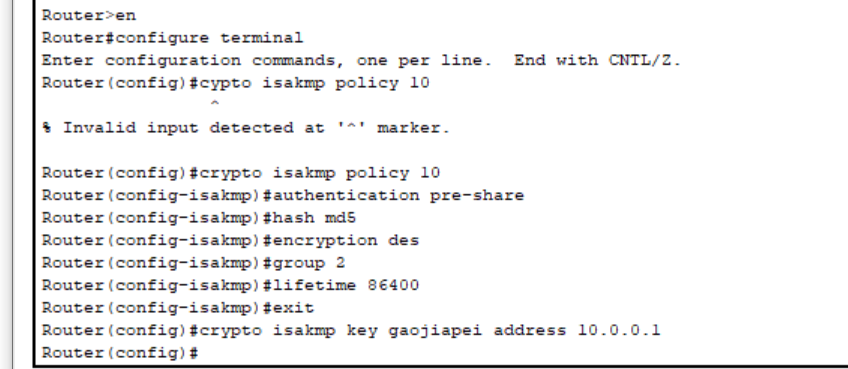 Router>en
Router#configure terminal
Enter configuration commands, one per line.  End with CNTL/Z.
Router(config)#cypto isakmp policy 10
                ^
% Invalid input detected at '^' marker.

Router(config)#crypto isakmp policy 10
Router(config-isakmp)#authentication pre-share
Router(config-isakmp)#hash md5
Router(config-isakmp)#encryption des
Router(config-isakmp)#group 2
Router(config-isakmp)#lifetime 86400
Router(config-isakmp)#exit
Router(config)#crypto isakmp key gaojiapei address 10.0.0.1
Router(config)#